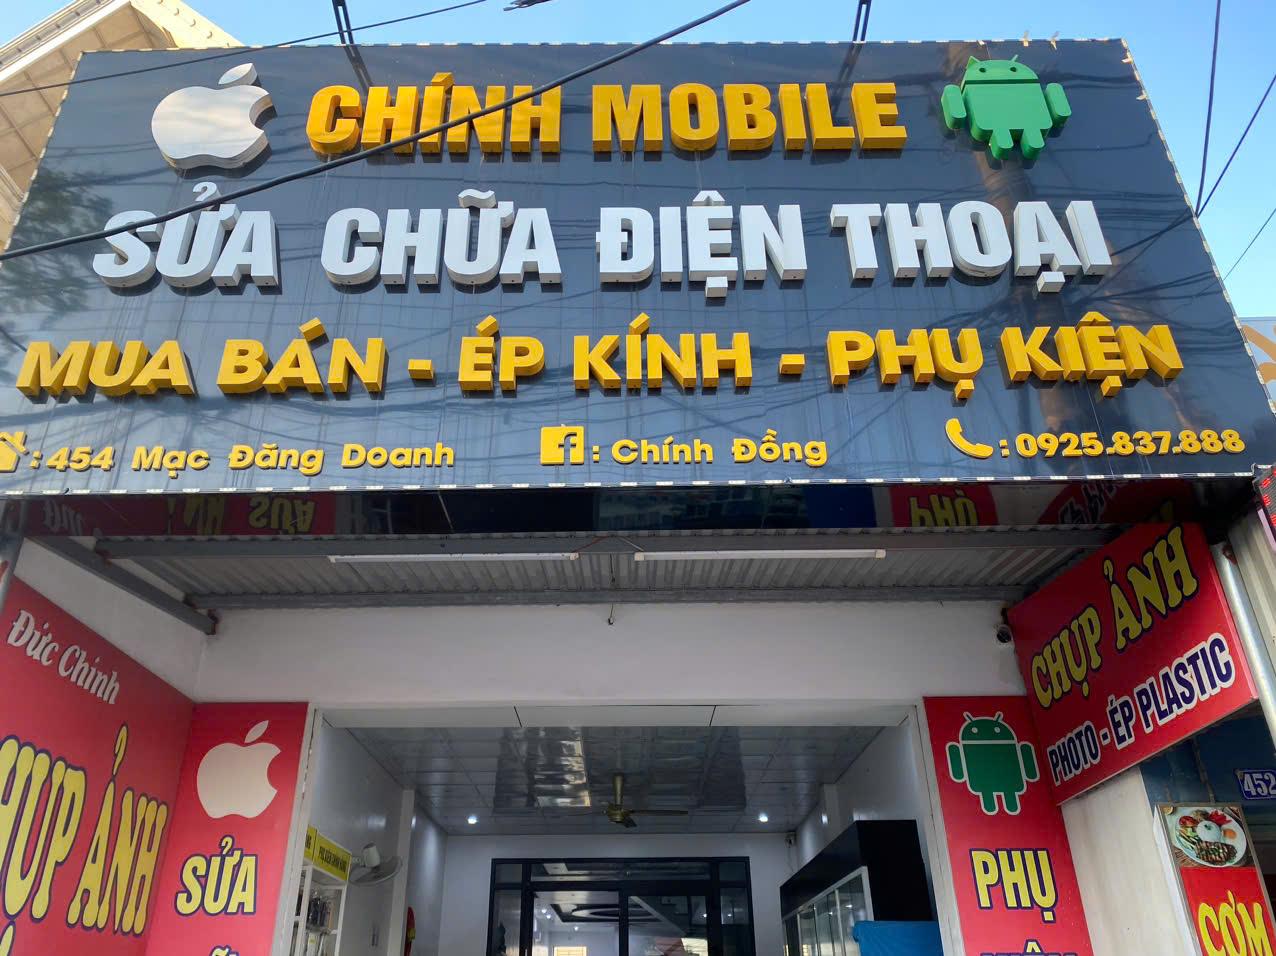 CHÍNH MOBILE
SỬA CHỮA ĐIỆN THOẠI
MUA BÁN - ÉP KÍNH - PHỤ KIỆN
: 454 Mạc Đăng Doanh
f : Chính Đồng
: 0925.837.888
Đức Chính
CHỤP ẢNH
SỬA
PHỤ
CHỤP ẢNH
PHOTO - ÉP PLASTIC
452
CƠM